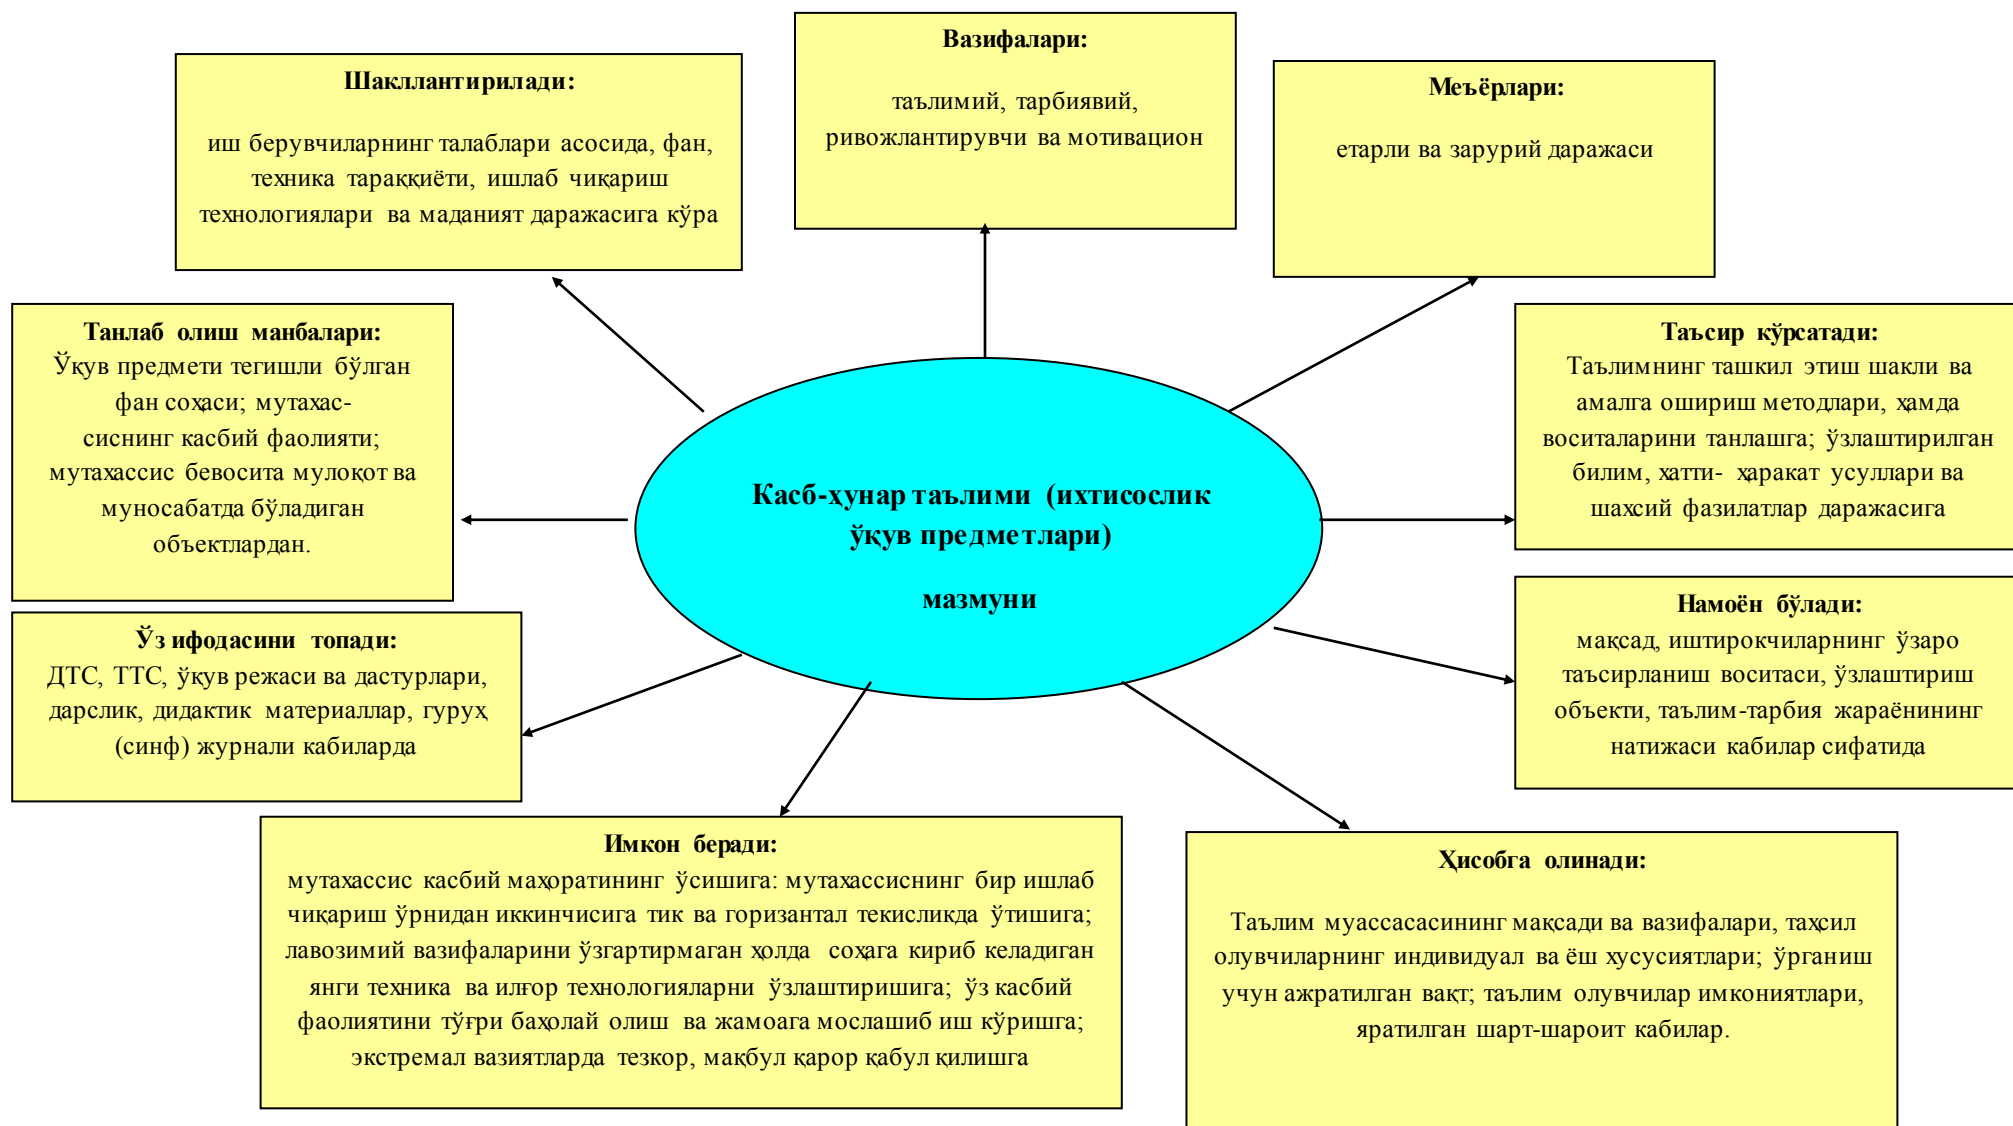 Вазифалари:
таълимий, тарбиявий,
ривожлантирувчи ва мотивацион
Шакллантирилади:
иш берувчиларнинг талаблари асосида, фан,
техника тараққиёти, ишлаб чиқариш
технологиялари ва маданият даражасига кўра
Меъёрлари:
етарли ва зарурий даражаси
Танлаб олиш манбалари:
Ўқув предмети тегишли бўлган
фан соҳаси; мутахас-
сиснинг касбий фаолияти;
мутахассис бевосита мулоқот ва
муносабатда бўладиган
объектлардан.
Таъсир кўрсатади:
Таълимнинг ташкил этиш шакли ва
амалга ошириш методлари, ҳамда
воситаларини танлашга; ўзлаштирилган
билим, хатти- ҳаракат усуллари ва
шахсий фазилатлар даражасига
Касб-ҳунар таълими (ихтисослик
ўқув предметлари)
мазмуни
Ўз ифодасини топади:
ДТС, ТТС, ўқув режаси ва дастурлари,
дарслик, дидактик материаллар, гуруҳ
(синф) журнали кабиларда
Намоён бўлади:
мақсад, иштирокчиларнинг ўзаро
таъсирланиш воситаси, ўзлаштириш
объекти, таълим-тарбия жараёнининг
натижаси кабилар сифатида
Имкон беради:
мутахассис касбий маҳоратининг ўсишига: мутахассиснинг бир ишлаб
чиқариш ўрнидан иккинчисига тик ва горизантал текисликда ўтишига;
лавозимий вазифаларини ўзгартирмаган ҳолда соҳага кириб келадиган
янги техника ва илғор технологияларни ўзлаштиришига; ўз касбий
фаолиятини тўғри баҳолай олиш ва жамоага мослашиб иш кўришга;
экстремал вазиятларда тезкор, мақбул қарор қабул қилишга
Ҳисобга олинади:
Таълим муассасасининг мақсади ва вазифалари, таҳсил
олувчиларнинг индивидуал ва ёш хусусиятлари; ўрганиш
учун ажратилган вақт; таълим олувчилар имкониятлари,
яратилган шарт-шароит кабилар.